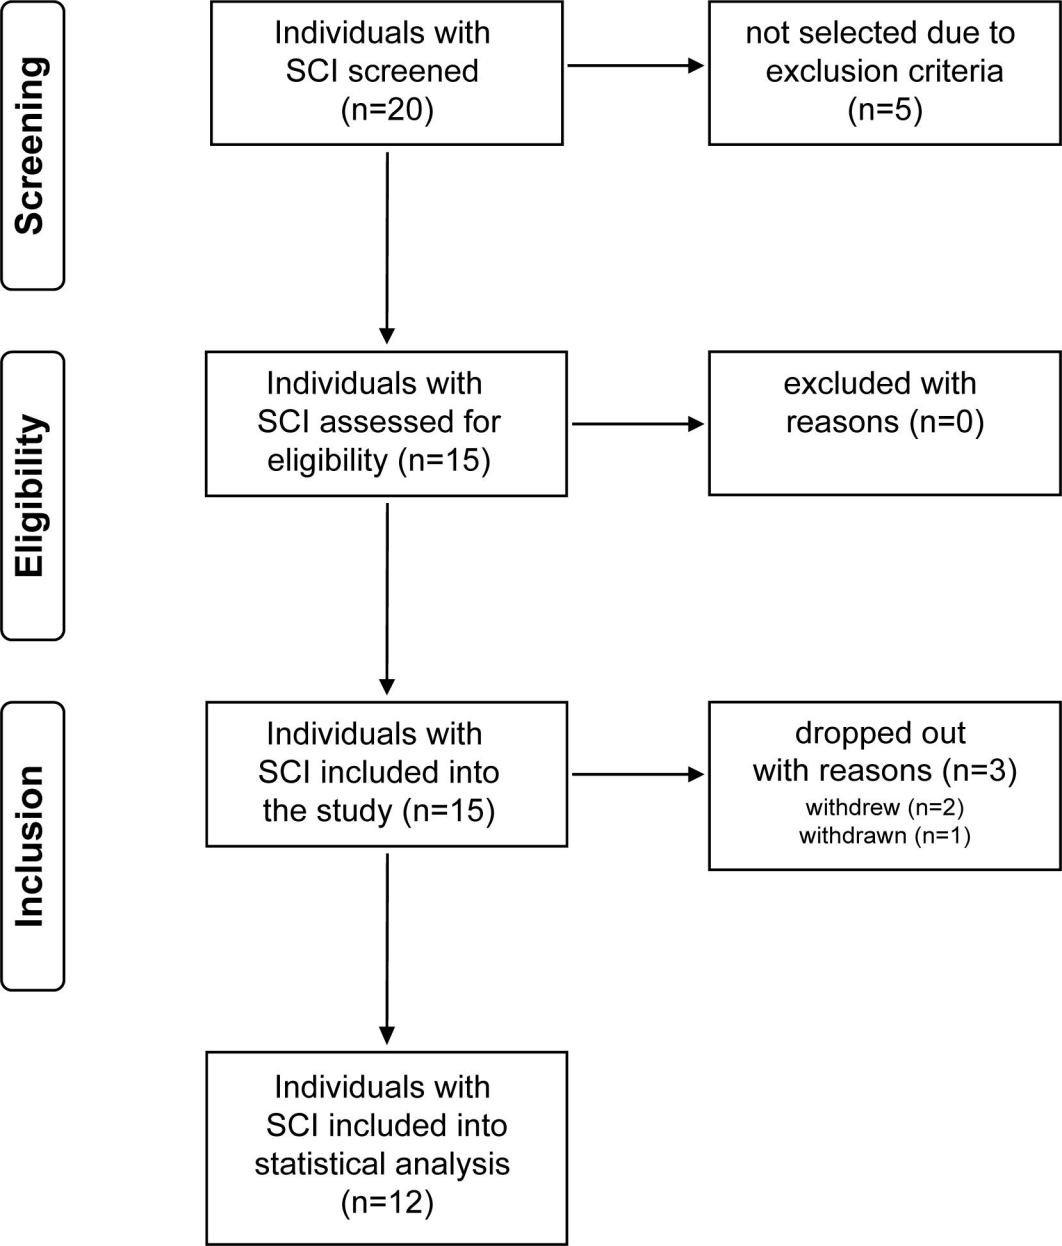 Screening
Individuals with
SCI screened
(n=20)
not selected due to
exclusion criteria
(n=5)
Eligibility
Individuals with
SCI assessed for
eligibility (n=15)
excluded with
reasons (n=0)
Inclusion
Individuals with
SCI included into
the study (n=15)
dropped out
with reasons (n=3)
withdrew (n=2)
withdrawn (n=1)
Individuals with
SCI included into
statistical analysis
(n=12)